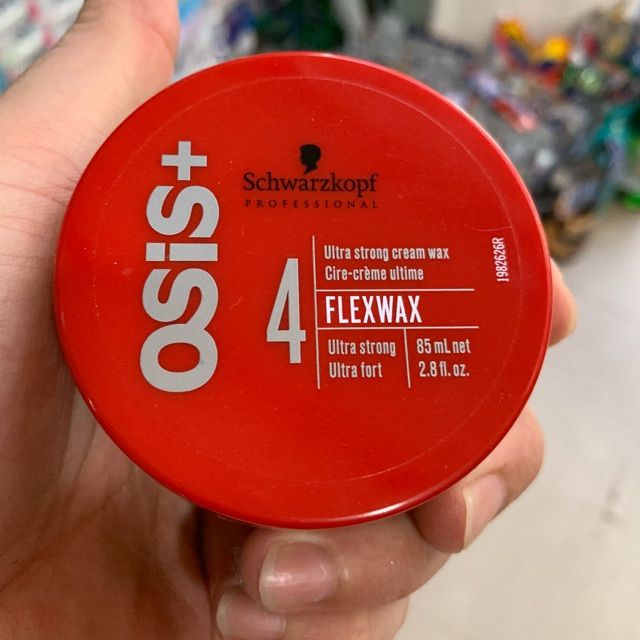 OSiS+
Schwarzkopf
PROFESSIONAL
4
Ultra strong cream wax
Cire-crème ultime
FLEXWAX
Ultra strong
Ultra fort
85 mL net
2.8 fl. oz.
1982626R